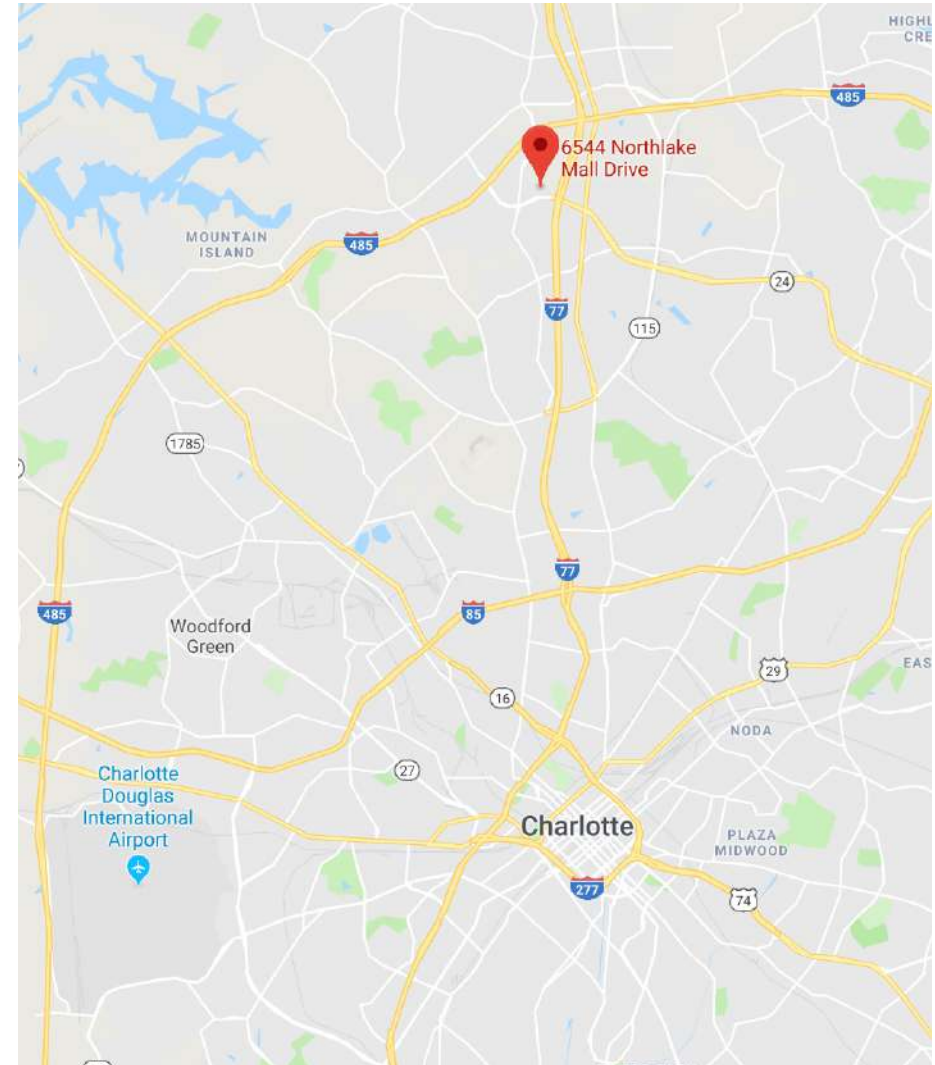 HIGHL
CRE
485
6544 Northlake
Mall Drive
MOUNTAIN
ISLAND
485
24
77
115
1785
77
485
85
Woodford
Green
EAS
29
16
NODA
27
Charlotte
Douglas
International
Airport
Charlotte
PLAZA
MIDWOOD
277
74